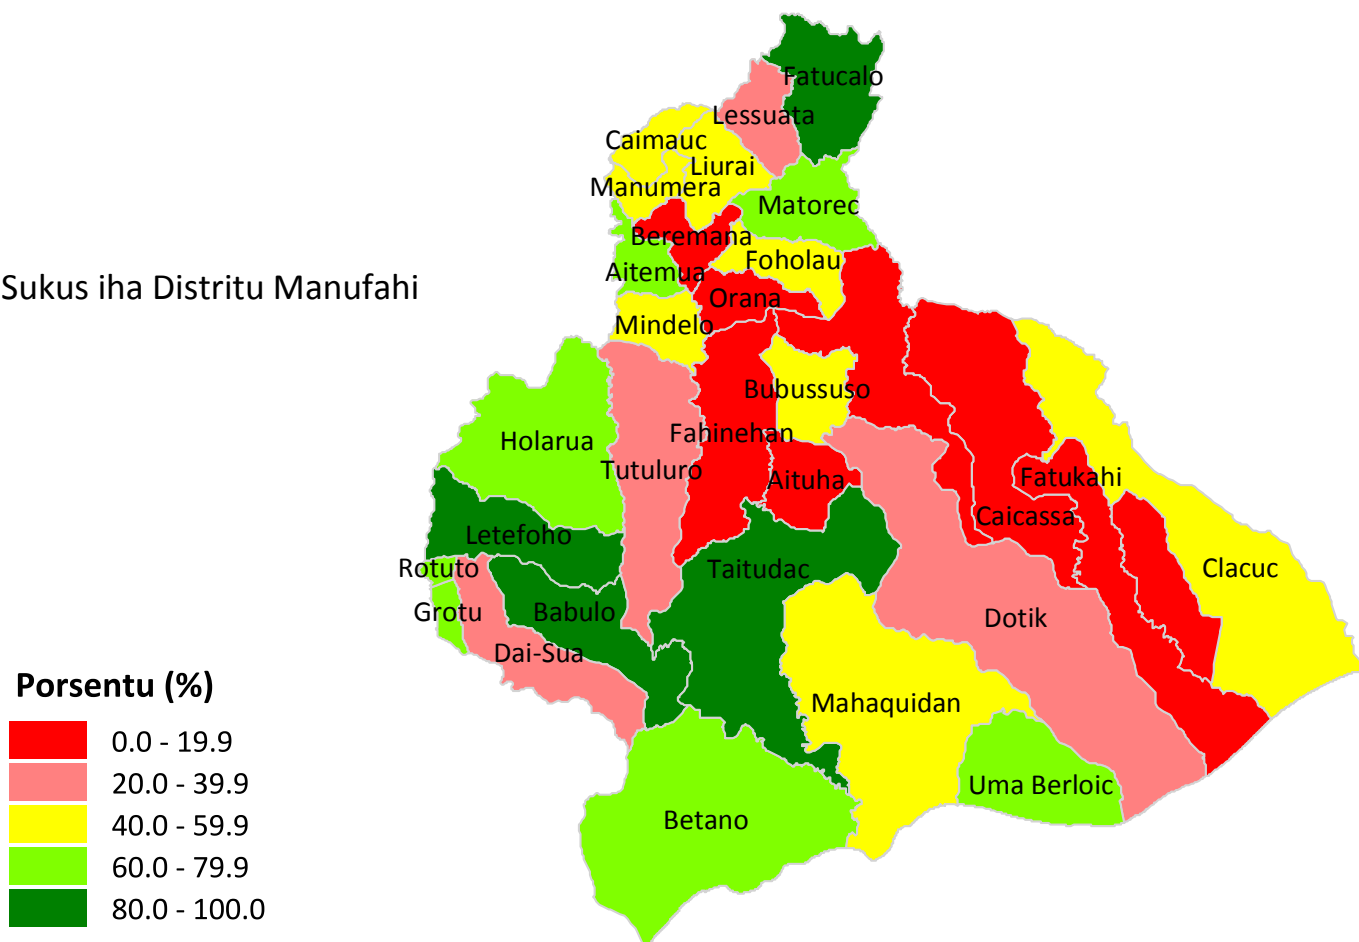 Fatucalo
Lessuata
Caimauc
Liurai
Manumera
Matorec
Beremana
Foholau
Aitemua
Sukus iha Distritu Manufahi
Orana
Mindelo
Bubussuso
Fahinehan
Holarua
Tutuluro
Aituha
Fatukahi
Caicassa
Letefoho
Rotuto
Taitudac
Clacuc
Grotu
Babulo
Dotik
Dai-Sua
Mahaquidan
Uma Berloic
Betano
Porsentu (%)
0.0 - 19.9
20.0 - 39.9
40.0 - 59.9
60.0 - 79.9
80.0 - 100.0